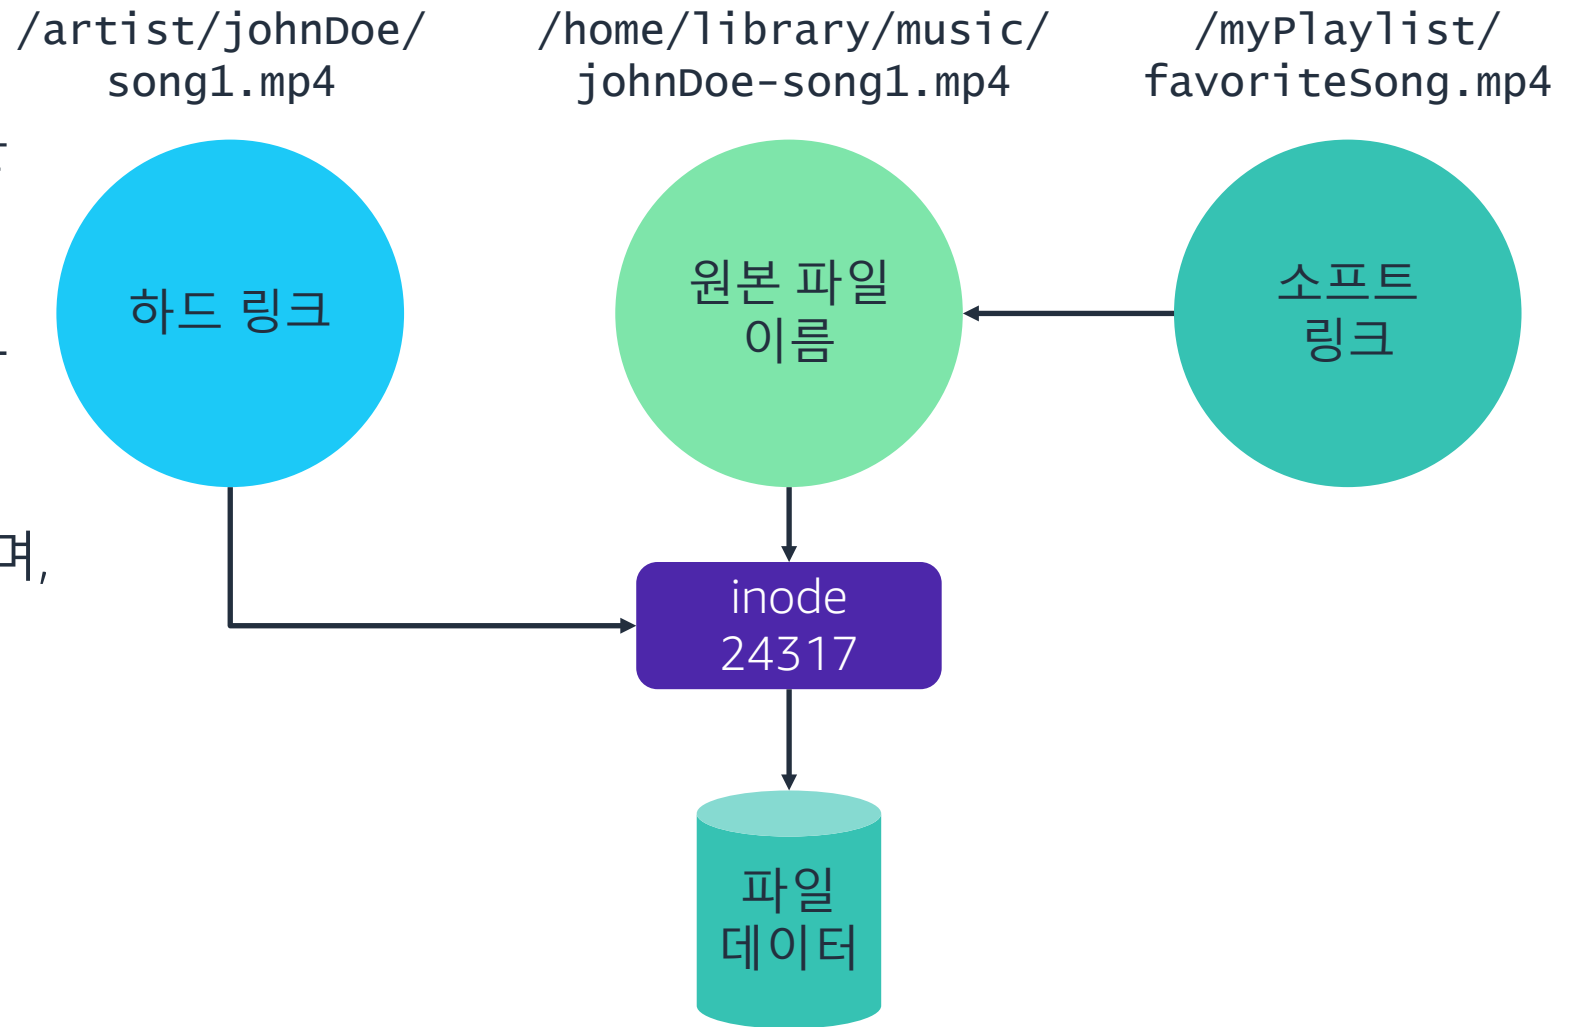 /artist/johnDoe/
song1.mp4
/home/library/music/
johnDoe-song1.mp4
/myPlaylist/
favoriteSong.mp4
하드 링크
원본 파일
이름
소프트
링크
며,
inode
24317
파일
데이터